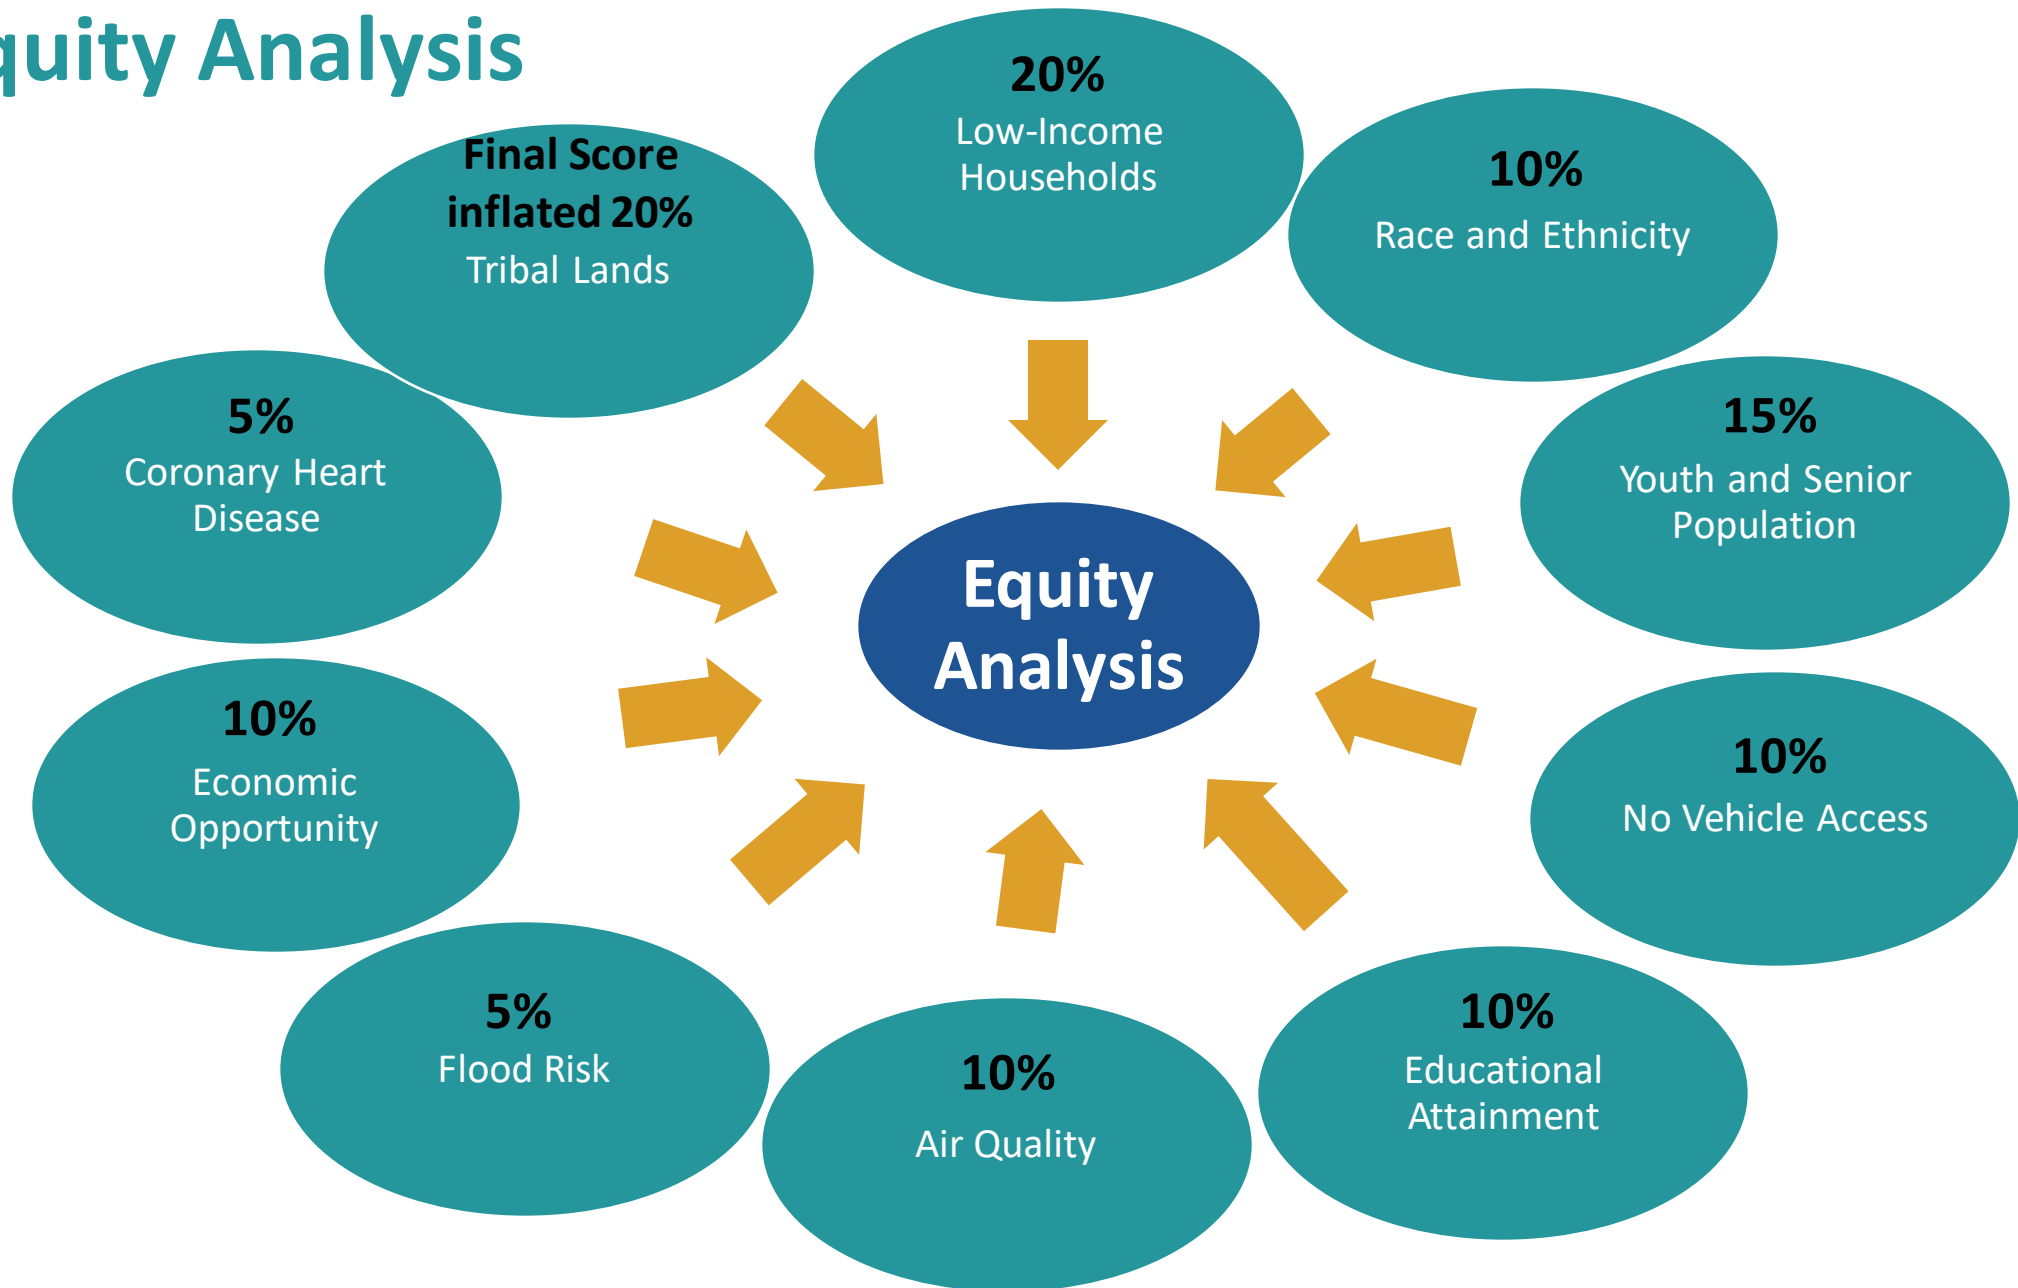 quity Analysis
20%
Low-Income
Households
10%
Race and Ethnicity
15%
Youth and Senior
Population
10%
No Vehicle Access
10%
Educational
Attainment
10%
Air Quality
5%
Flood Risk
10%
Economic
Opportunity
5%
Coronary Heart
Disease
Final Score
inflated 20%
Tribal Lands
Equity
Analysis